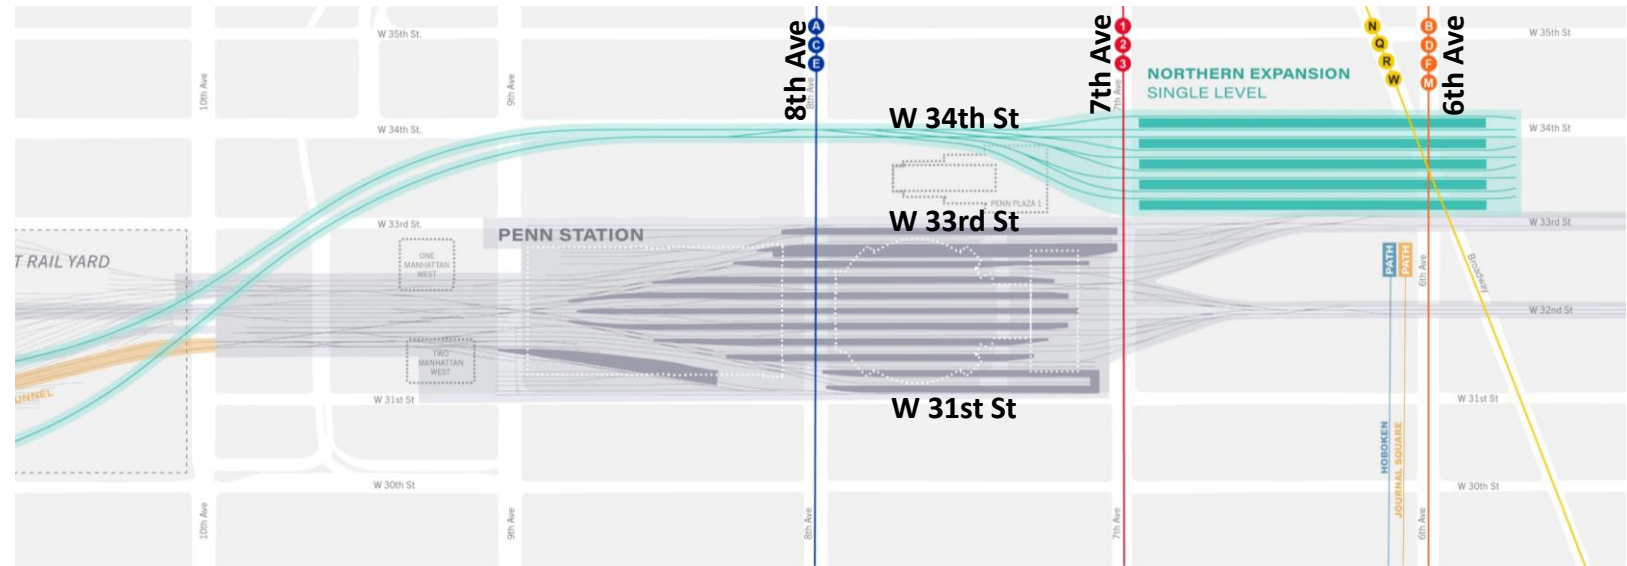 W 35th St.
10th Ave
9th Ave
8th Ave
A
C
E
8th Ave
7th Ave
1
2
3
7th Ave
NORTHERN EXPANSION
SINGLE LEVEL
N
Q
R
W
B
D
F
M
6th Ave
W 35th St
W 34th St.
W 34th St
W 34th St
PENN PLAZA 1
W 33rd St.
W 33rd St
W 33rd St
PENN STATION
T RAIL YARD
ONE
MANHATTAN
WEST
PATH
PATH
6th Ave
Broadway
W 32nd St
TWO
MANHATTAN
WEST
UNNEL
W 31st St
W 31st St
W 31st St
HOBOKEN
JOURNAL SQUARE
W 30th St
W 30th St
10th Ave
9th Ave
8th Ave
7th Ave
6th Ave